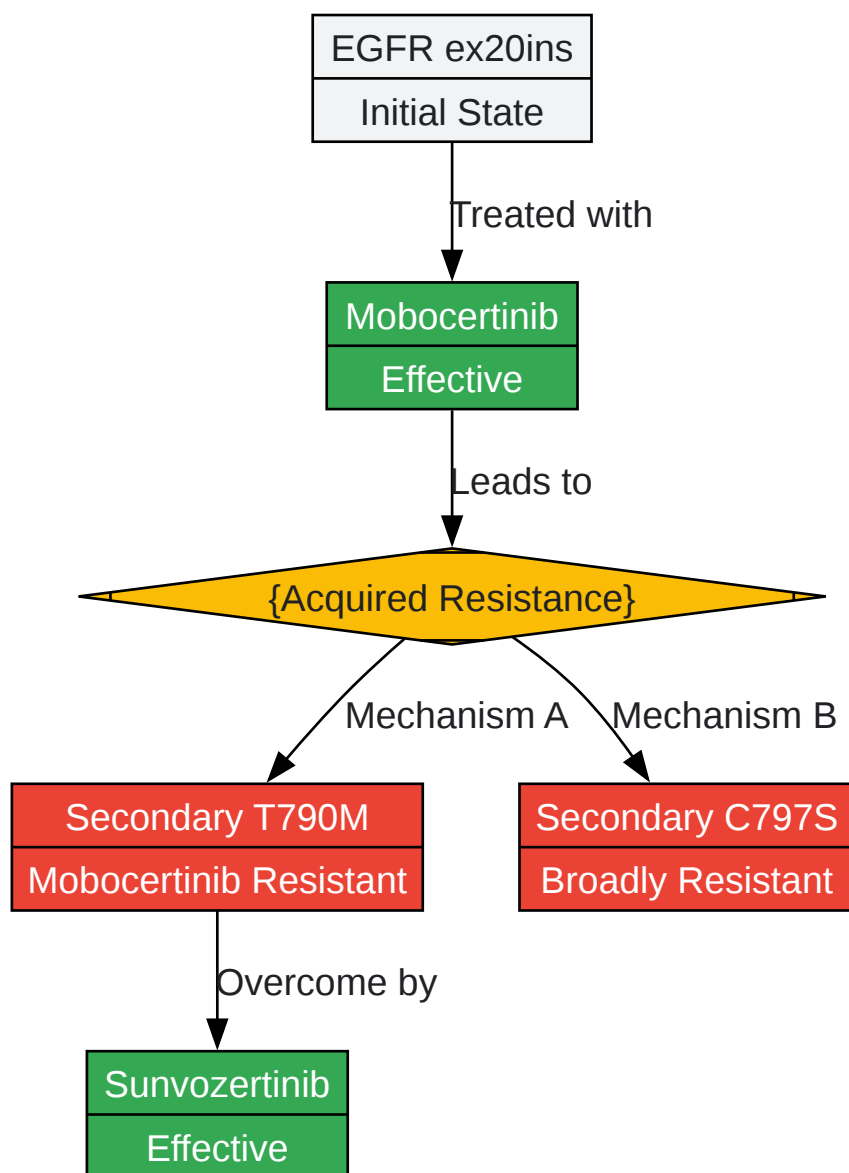 EGFR ex20ins
Initial State
Treated with
Mobocertinib
Effective
Leads to
{Acquired Resistance}
Mechanism A
Mechanism B
Secondary T790M
Mobocertinib Resistant
Secondary C797S
Broadly Resistant
Overcome by
Sunvozertinib
Effective